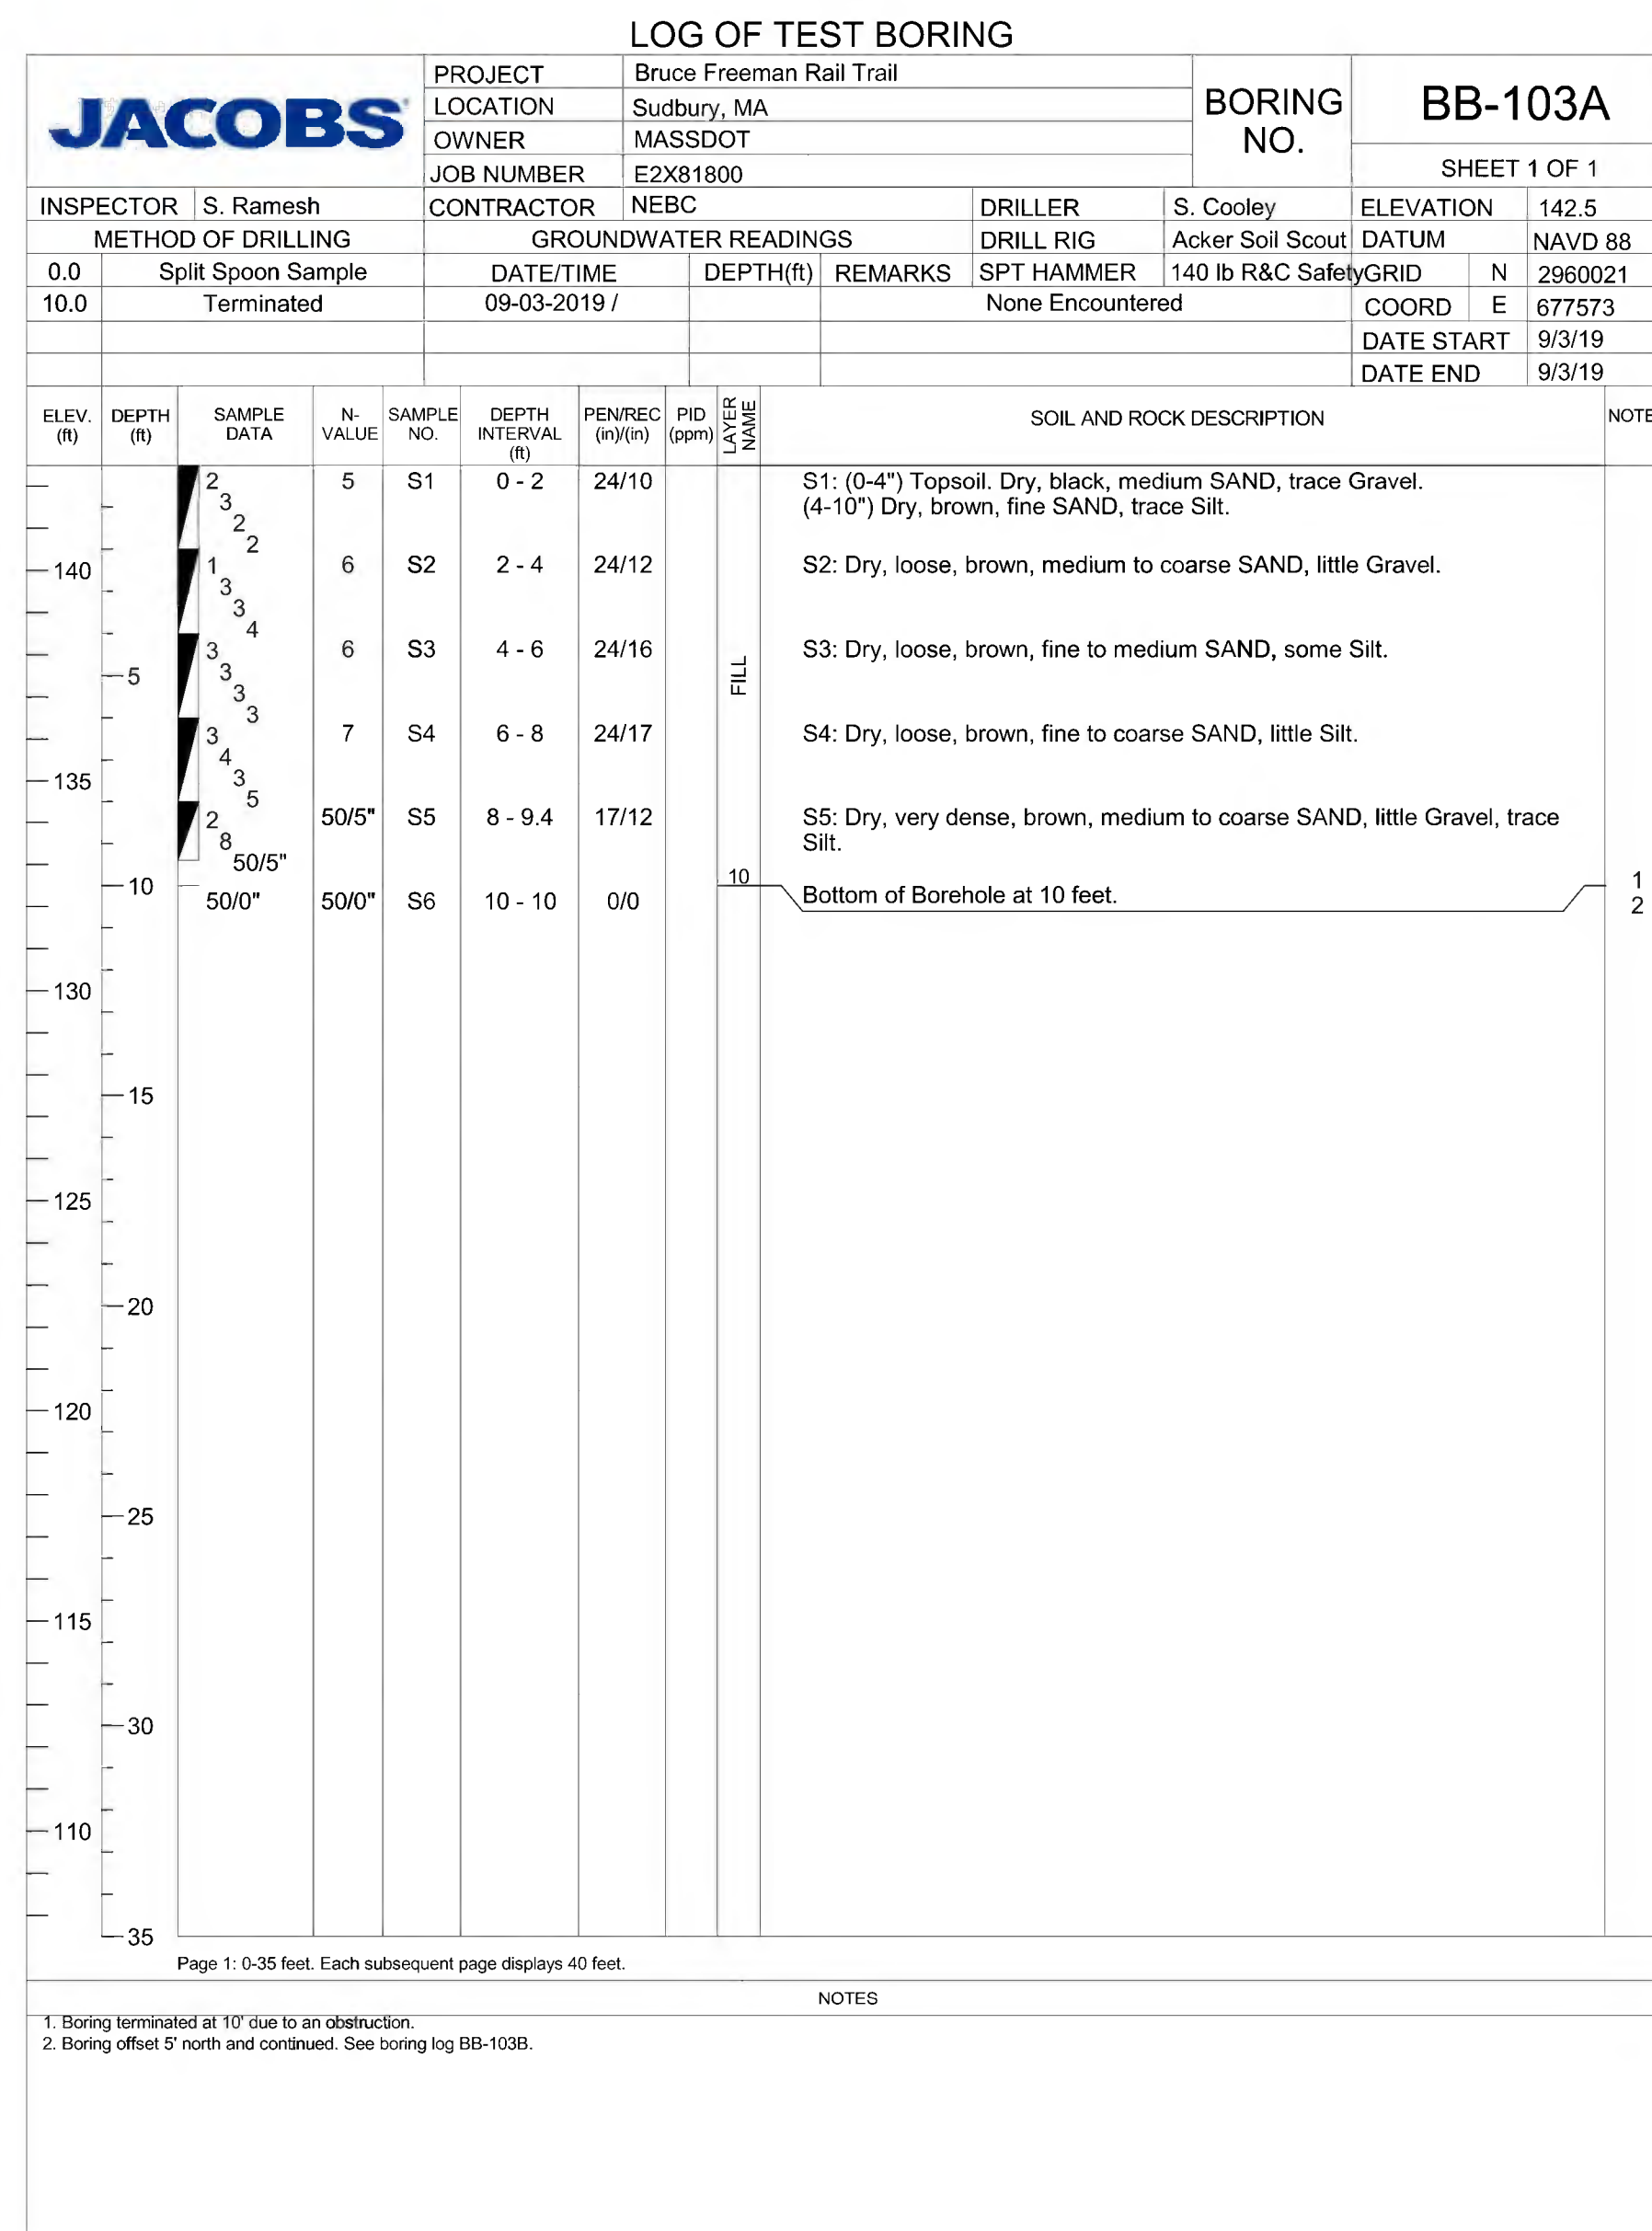 LOG OF TEST BORING
JACOBS
PROJECT Bruce Freeman Rail Trail
LOCATION Sudbury, MA
OWNER MASSDOT
JOB NUMBER E2X81800
BORING NO.
BB-103A
SHEET 1 OF 1
INSPECTOR S. Ramesh CONTRACTOR NEBC DRILLER S. Cooley ELEVATION 142.5
METHOD OF DRILLING GROUNDWATER READINGS DRILL RIG Acker Soil Scout DATUM NAVD 88
0.0 Split Spoon Sample DATE/TIME DEPTH(ft) REMARKS SPT HAMMER 140 lb R&C Safety GRID N 2960021
10.0 Terminated 09-03-2019 / None Encountered COORD E 677573
DATE START 9/3/19
DATE END 9/3/19
ELEV. (ft) DEPTH (ft) SAMPLE DATA N-VALUE SAMPLE NO. DEPTH INTERVAL (ft) PEN/REC (in)/(in) PID (ppm) LAYER NAME SOIL AND ROCK DESCRIPTION NOTE
2 5 S1 0 - 2 24/10 S1: (0-4") Topsoil. Dry, black, medium SAND, trace Gravel.
3 (4-10") Dry, brown, fine SAND, trace Silt.
2
2
140 1 6 S2 2 - 4 24/12 S2: Dry, loose, brown, medium to coarse SAND, little Gravel.
3
3
4
3 6 S3 4 - 6 24/16 S3: Dry, loose, brown, fine to medium SAND, some Silt.
5 3 FILL
3
3
3 7 S4 6 - 8 24/17 S4: Dry, loose, brown, fine to coarse SAND, little Silt.
4
135 3
5
2 50/5" S5 8 - 9.4 17/12 S5: Dry, very dense, brown, medium to coarse SAND, little Gravel, trace
8 Silt.
50/5"
10 10 1
50/0" 50/0" S6 10 - 10 0/0 Bottom of Borehole at 10 feet. 2
130
15
125
20
120
25
115
30
110
35
Page 1: 0-35 feet. Each subsequent page displays 40 feet.
NOTES
1. Boring terminated at 10' due to an obstruction.
2. Boring offset 5' north and continued. See boring log BB-103B.